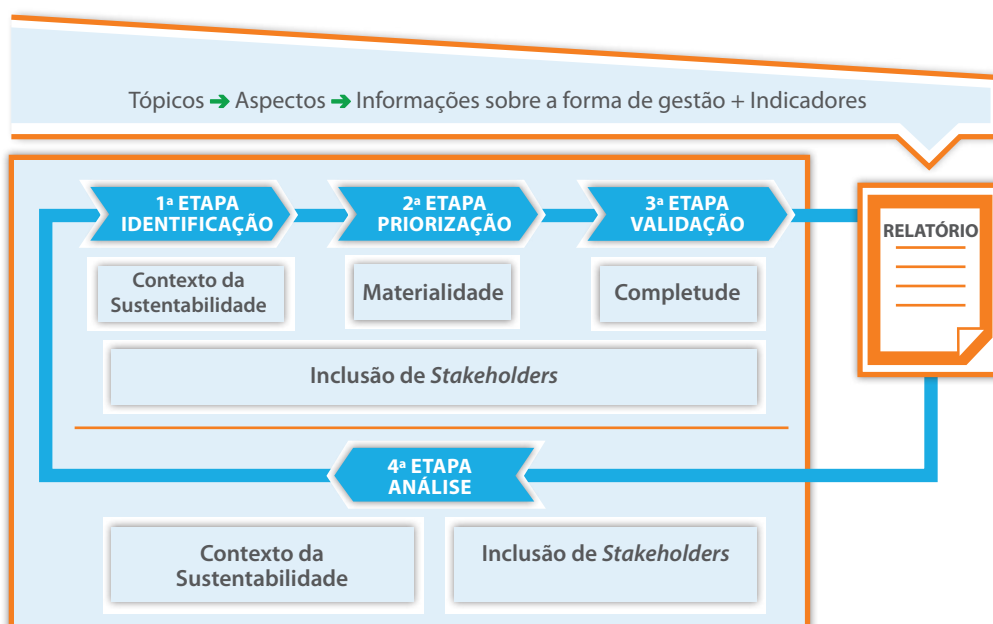 Tópicos ➔ Aspectos ➔ Informações sobre a forma de gestão + Indicadores
1ª ETAPA
IDENTIFICAÇÃO
2ª ETAPA
PRIORIZAÇÃO
3ª ETAPA
VALIDAÇÃO
RELATÓRIO
Contexto da
Sustentabilidade
Materialidade
Completude
Inclusão de Stakeholders
4ª ETAPA
ANÁLISE
Contexto da
Sustentabilidade
Inclusão de Stakeholders